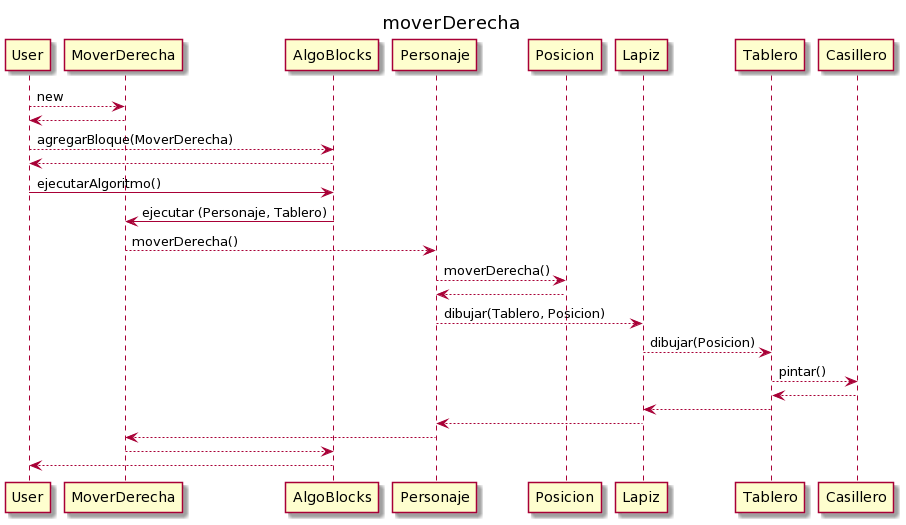 moverDerecha
User MoverDerecha AlgoBlocks Personaje Posicion Lapiz Tablero Casillero
new
agregarBloque(MoverDerecha)
ejecutarAlgoritmo()
ejecutar (Personaje, Tablero)
moverDerecha()
moverDerecha()
dibujar(Tablero, Posicion)
dibujar(Posicion)
pintar()
User MoverDerecha AlgoBlocks Personaje Posicion Lapiz Tablero Casillero